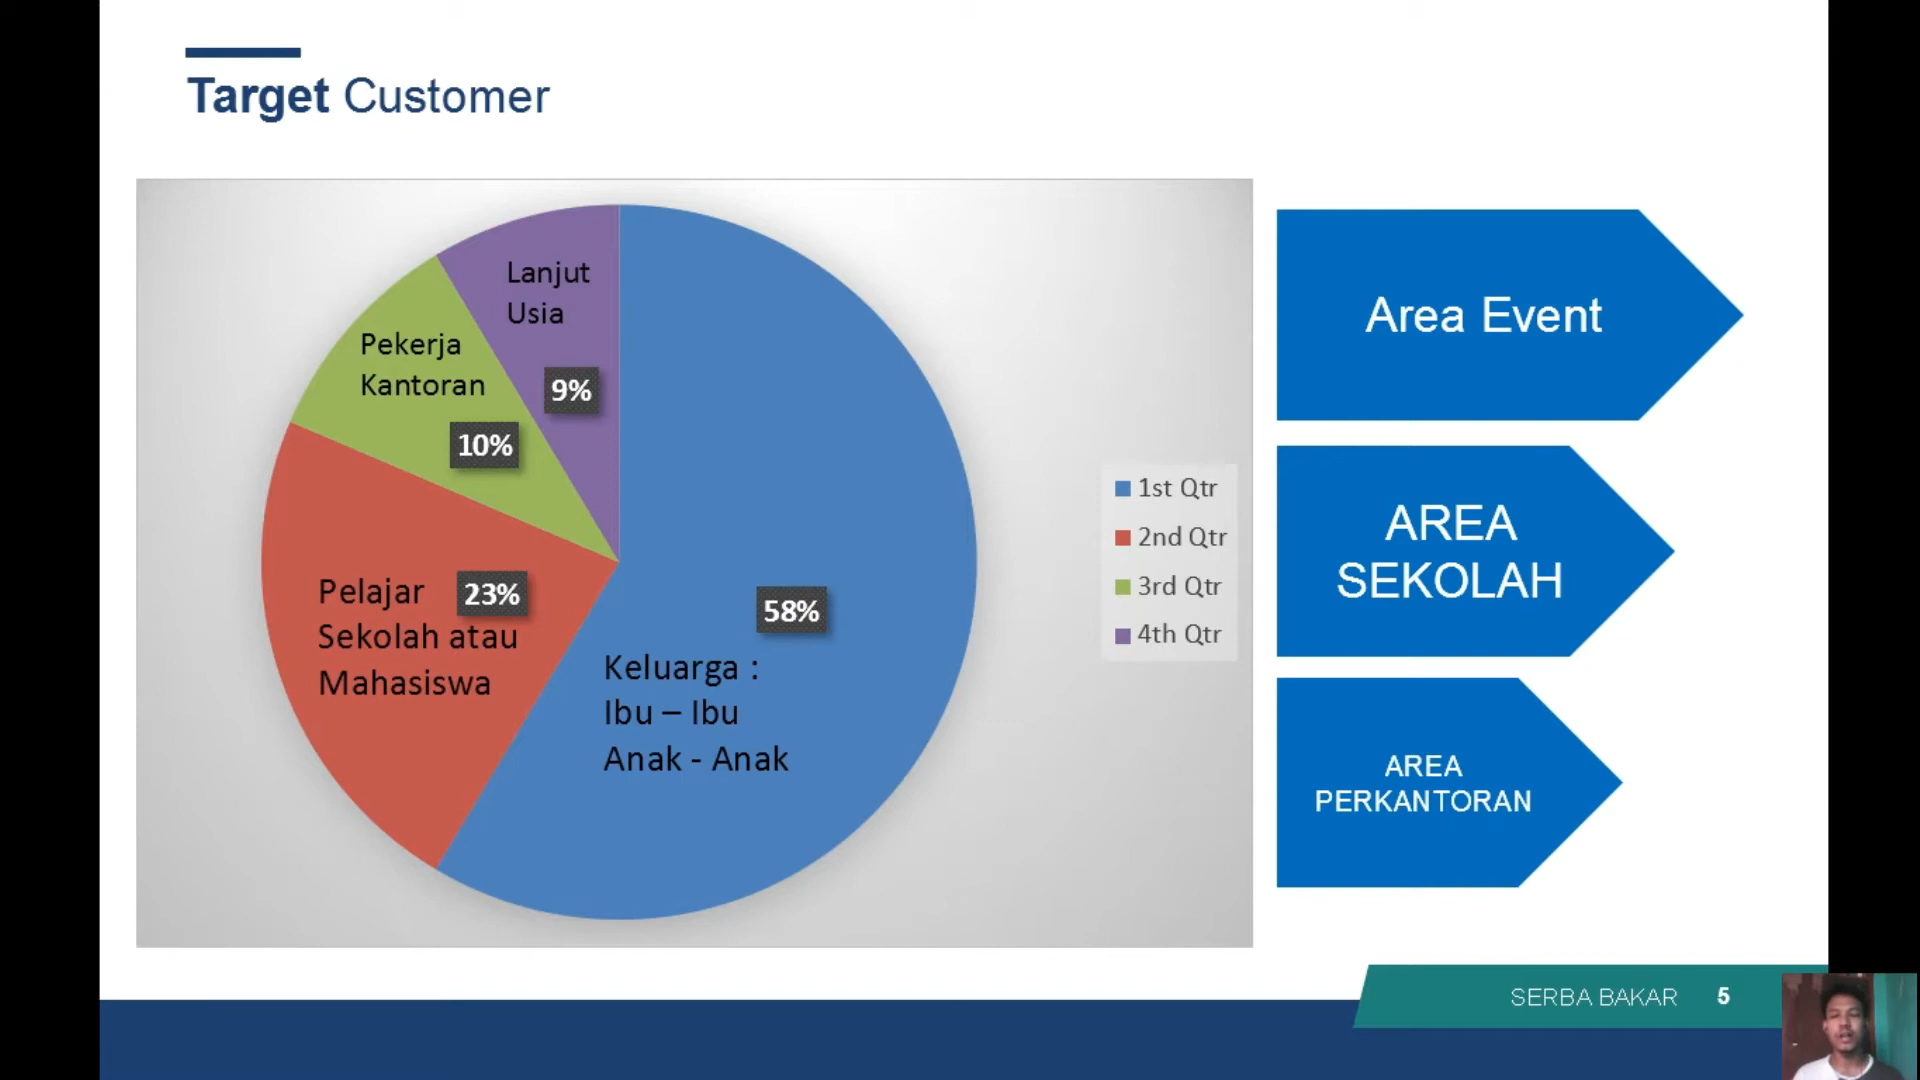 Target Customer
Lanjut
Usia
9%
Pekerja
Kantoran
10%
Pelajar
Sekolah atau
Mahasiswa
23%
58%
Keluarga :
Ibu – Ibu
Anak - Anak
1st Qtr
2nd Qtr
3rd Qtr
4th Qtr
Area Event
AREA
SEKOLAH
AREA
PERKANTORAN
SERBA BAKAR 5